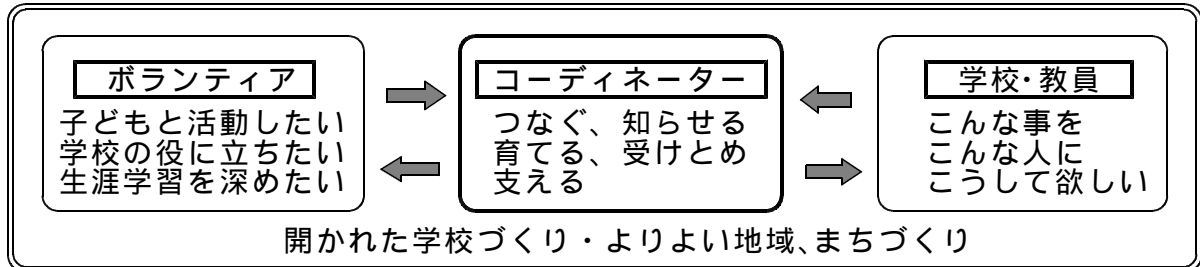 ボランティア
子どもと活動したい
学校の役に立ちたい
生涯学習を深めたい
コーディネーター
つなぐ、知らせる
育てる、受けとめ
支える
学校・教員
こんな事を
こんな人に
こうして欲しい
開かれた学校づくり・よりよい地域、まちづくり